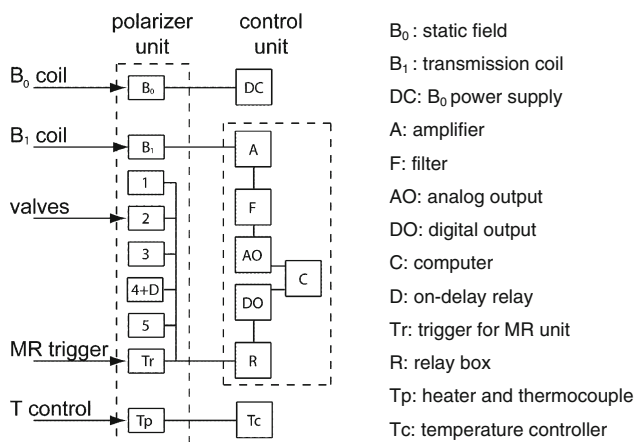 polarizer unit
control unit
B₀ coil
B₀
DC
B₁ coil
B₁
A
1
F
valves
2
3
AO
C
4+D
DO
5
MR trigger
Tr
R
T control
Tp
Tc
B₀ : static field
B₁ : transmission coil
DC: B₀ power supply
A: amplifier
F: filter
AO: analog output
DO: digital output
C: computer
D: on-delay relay
Tr: trigger for MR unit
R: relay box
Tp: heater and thermocouple
Tc: temperature controller